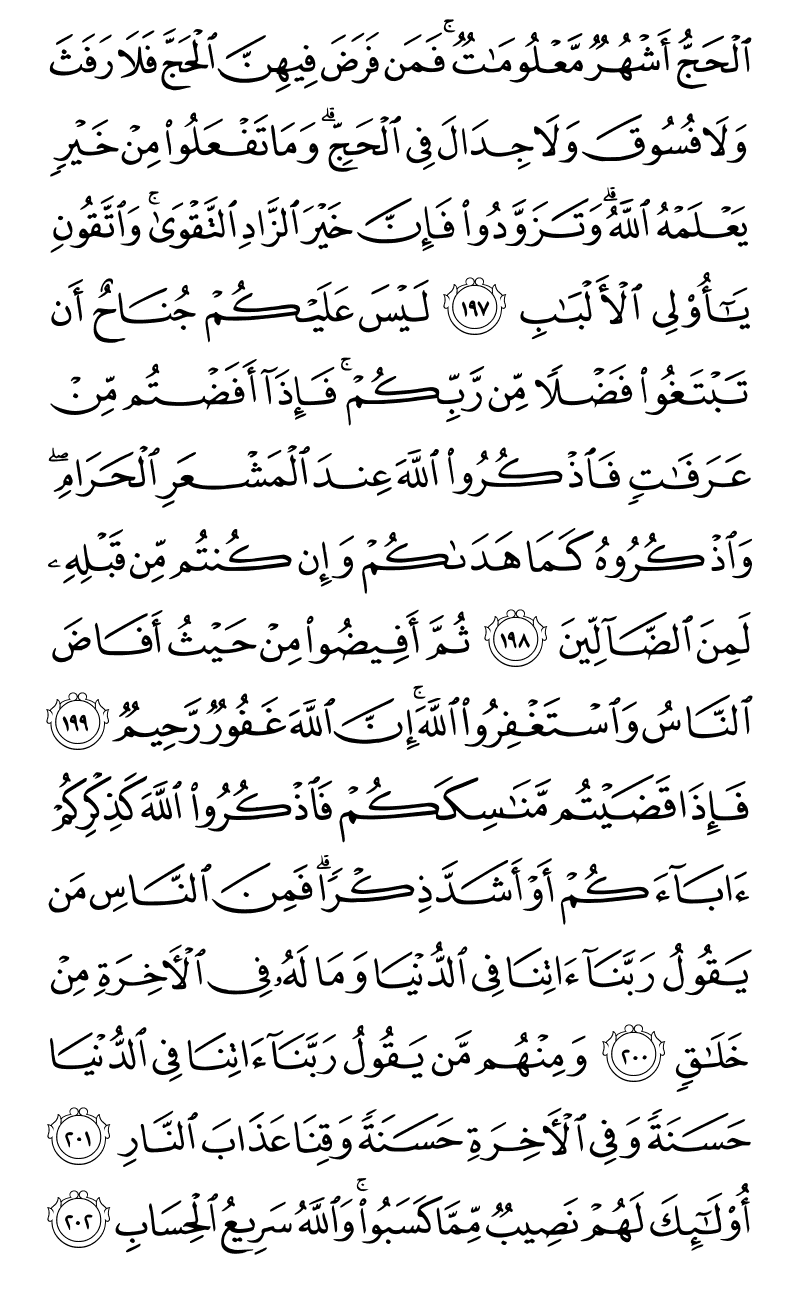 ٱلْحَجُّ أَشْهُرٌ مَّعْلُومَٰتٌ ۚ فَمَن فَرَضَ فِيهِنَّ ٱلْحَجَّ فَلَا رَفَثَ
وَلَا فُسُوقَ وَلَا جِدَالَ فِى ٱلْحَجِّ ۗ وَمَا تَفْعَلُوا۟ مِنْ خَيْرٍ
يَعْلَمْهُ ٱللَّهُ ۗ وَتَزَوَّدُوا۟ فَإِنَّ خَيْرَ ٱلزَّادِ ٱلتَّقْوَىٰ ۚ وَٱتَّقُونِ
يَـٰٓأُو۟لِى ٱلْأَلْبَـٰبِ ١٩٧ لَيْسَ عَلَيْكُمْ جُنَاحٌ أَن
تَبْتَغُوا۟ فَضْلًا مِّن رَّبِّكُمْ ۚ فَإِذَآ أَفَضْتُم مِّنْ
عَرَفَـٰتٍ فَٱذْكُرُوا۟ ٱللَّهَ عِندَ ٱلْمَشْعَرِ ٱلْحَرَامِ ۖ
وَٱذْكُرُوهُ كَمَا هَدَىٰكُمْ وَإِن كُنتُم مِّن قَبْلِهِۦ
لَمِنَ ٱلضَّآلِّينَ ١٩٨ ثُمَّ أَفِيضُوا۟ مِنْ حَيْثُ أَفَاضَ
ٱلنَّاسُ وَٱسْتَغْفِرُوا۟ ٱللَّهَ ۚ إِنَّ ٱللَّهَ غَفُورٌ رَّحِيمٌ ١٩٩
فَإِذَا قَضَيْتُم مَّنَـٰسِكَكُمْ فَٱذْكُرُوا۟ ٱللَّهَ كَذِكْرِكُمْ
ءَابَآءَكُمْ أَوْ أَشَدَّ ذِكْرًا ۗ فَمِنَ ٱلنَّاسِ مَن
يَقُولُ رَبَّنَآ ءَاتِنَا فِى ٱلدُّنْيَا وَمَا لَهُۥ فِى ٱلْـَٔاخِرَةِ مِنْ
خَلَـٰقٍ ٢٠٠ وَمِنْهُم مَّن يَقُولُ رَبَّنَآ ءَاتِنَا فِى ٱلدُّنْيَا
حَسَنَةً وَفِى ٱلْـَٔاخِرَةِ حَسَنَةً وَقِنَا عَذَابَ ٱلنَّارِ ٢٠١
أُو۟لَـٰٓئِكَ لَهُمْ نَصِيبٌ مِّمَّا كَسَبُوا۟ ۚ وَٱللَّهُ سَرِيعُ ٱلْحِسَابِ ٢٠٢